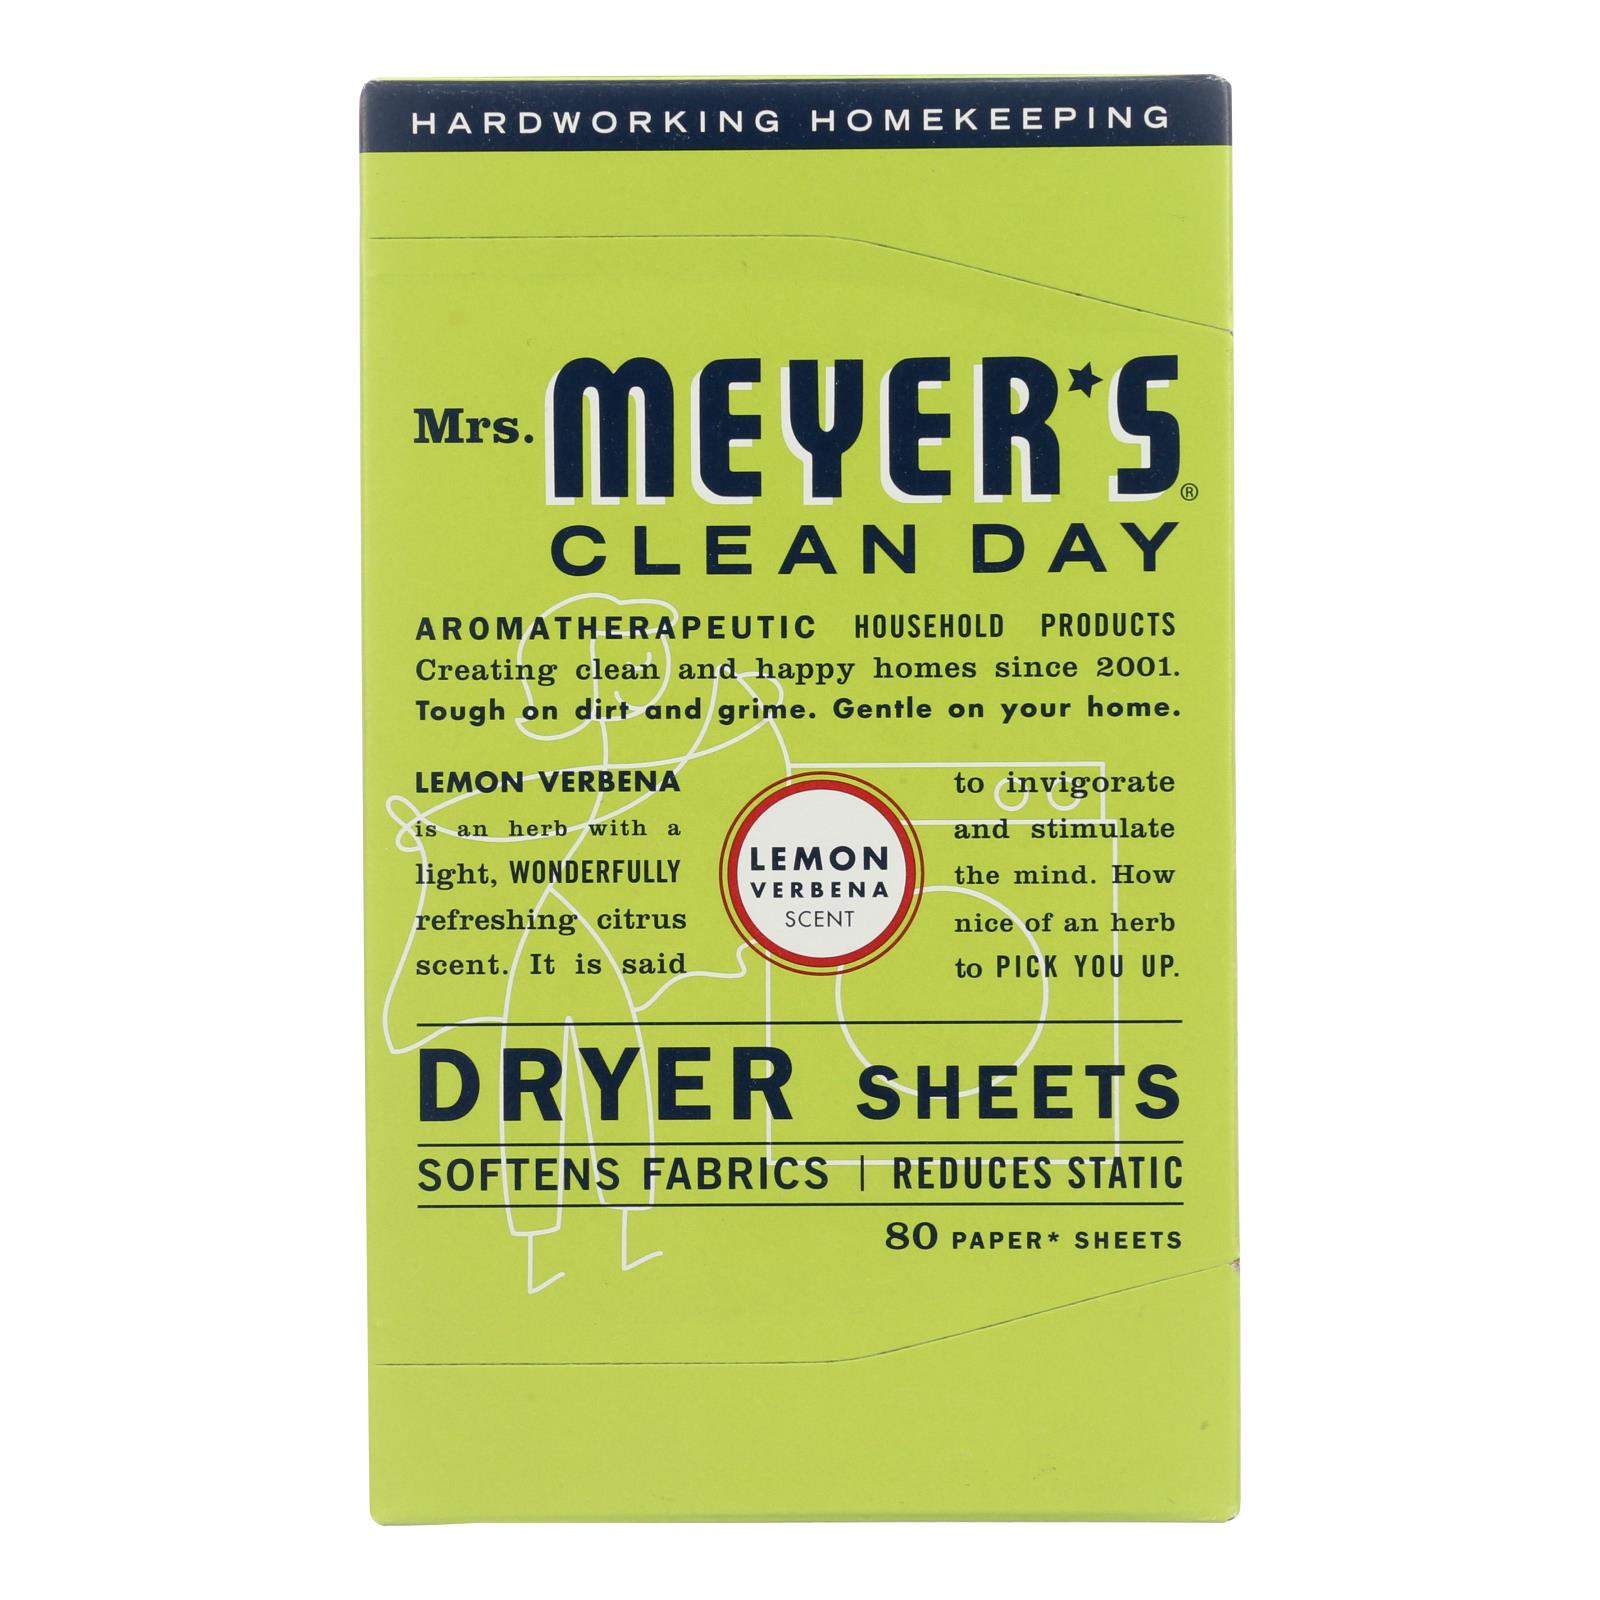 HARDWORKING HOMEKEEPING
Mrs. MEYER★S®
CLEAN DAY
AROMATHERAPEUTIC HOUSEHOLD PRODUCTS
Creating clean and happy homes since 2001.
Tough on dirt and grime. Gentle on your home.
LEMON VERBENA
is an herb with a
light, WONDERFULLY
refreshing citrus
scent. It is said
LEMON
VERBENA
SCENT
to invigorate
and stimulate
the mind. How
nice of an herb
to PICK YOU UP.
DRYER SHEETS
SOFTENS FABRICS | REDUCES STATIC
80 PAPER* SHEETS